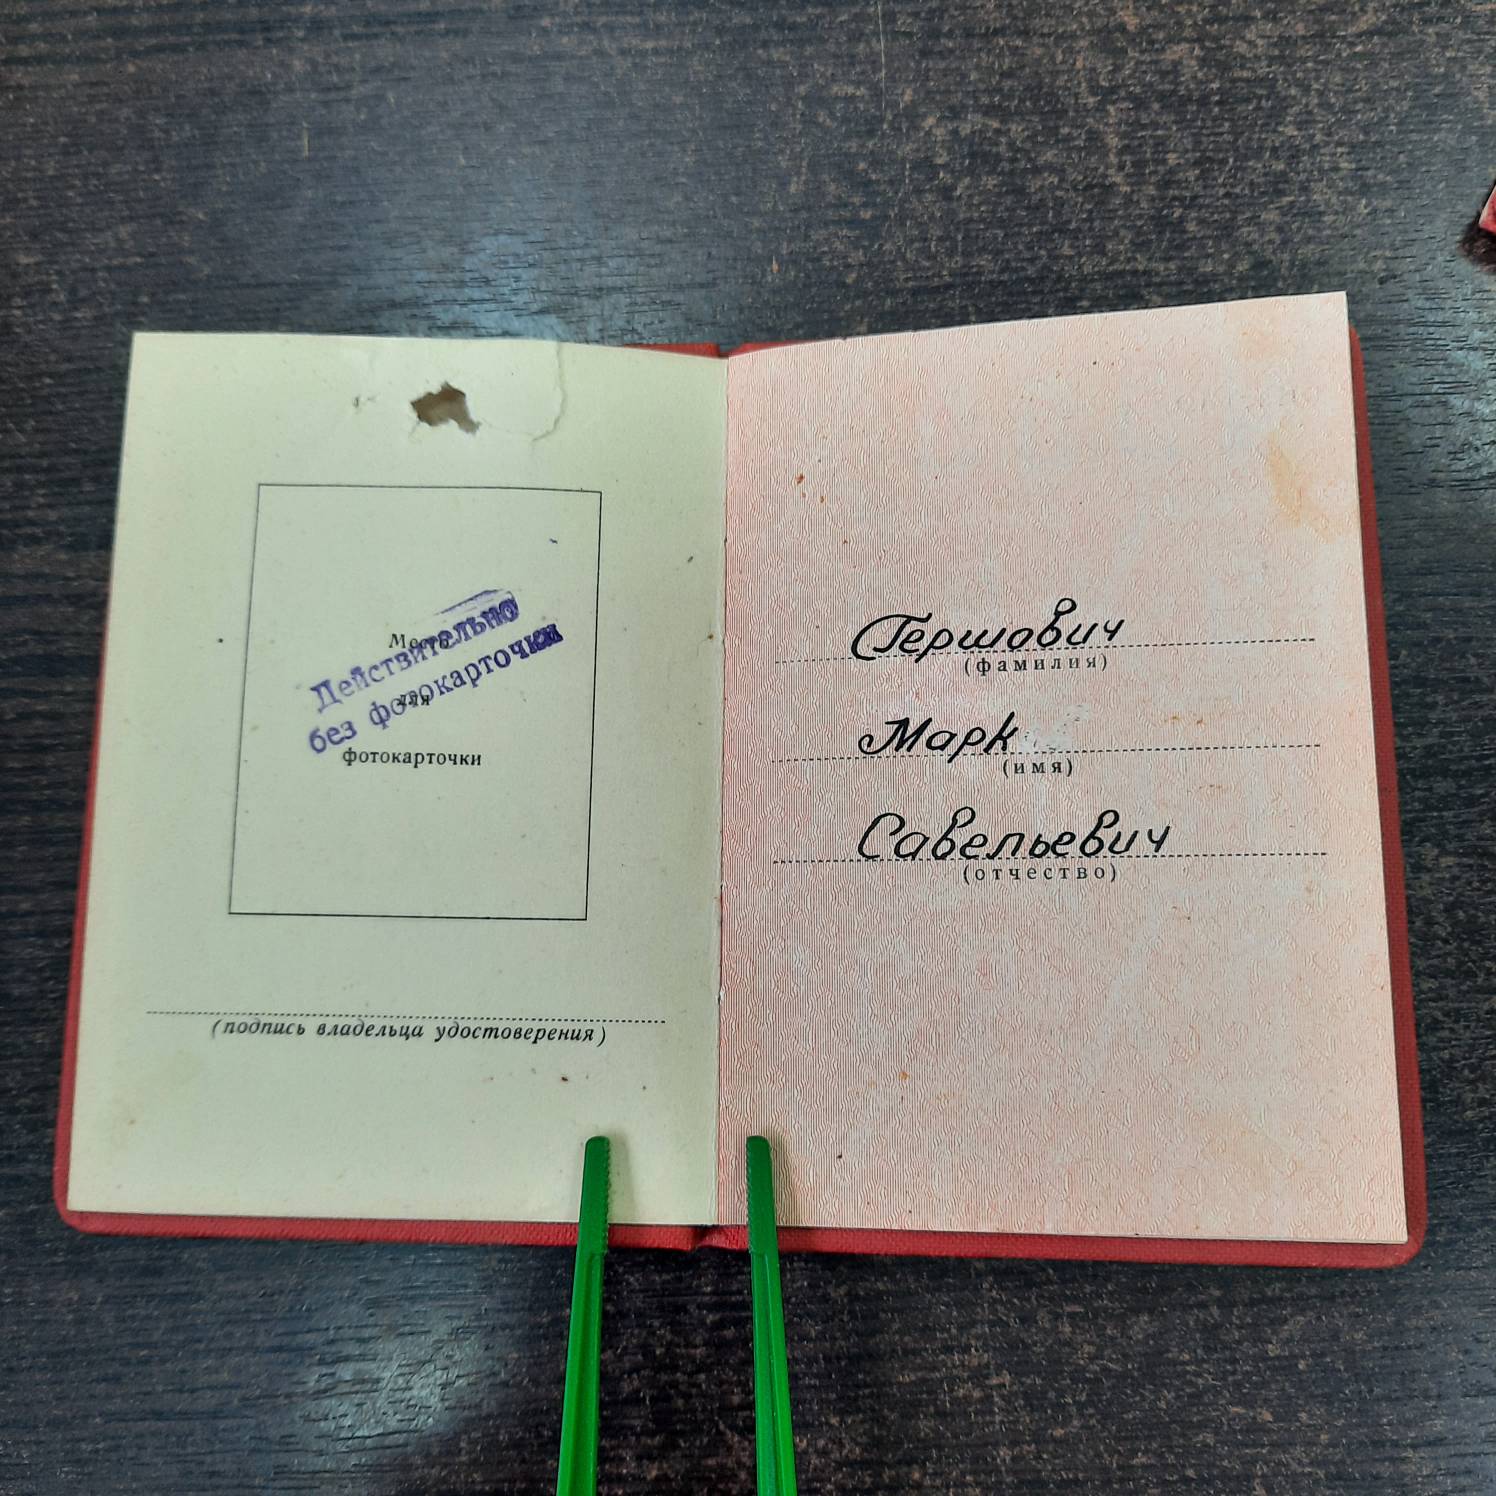 Место
для
фотокарточки
Действительно
без фотокарточки
(подпись владельца удостоверения)
Гершович
(фамилия)
Марк
(имя)
Савельевич
(отчество)